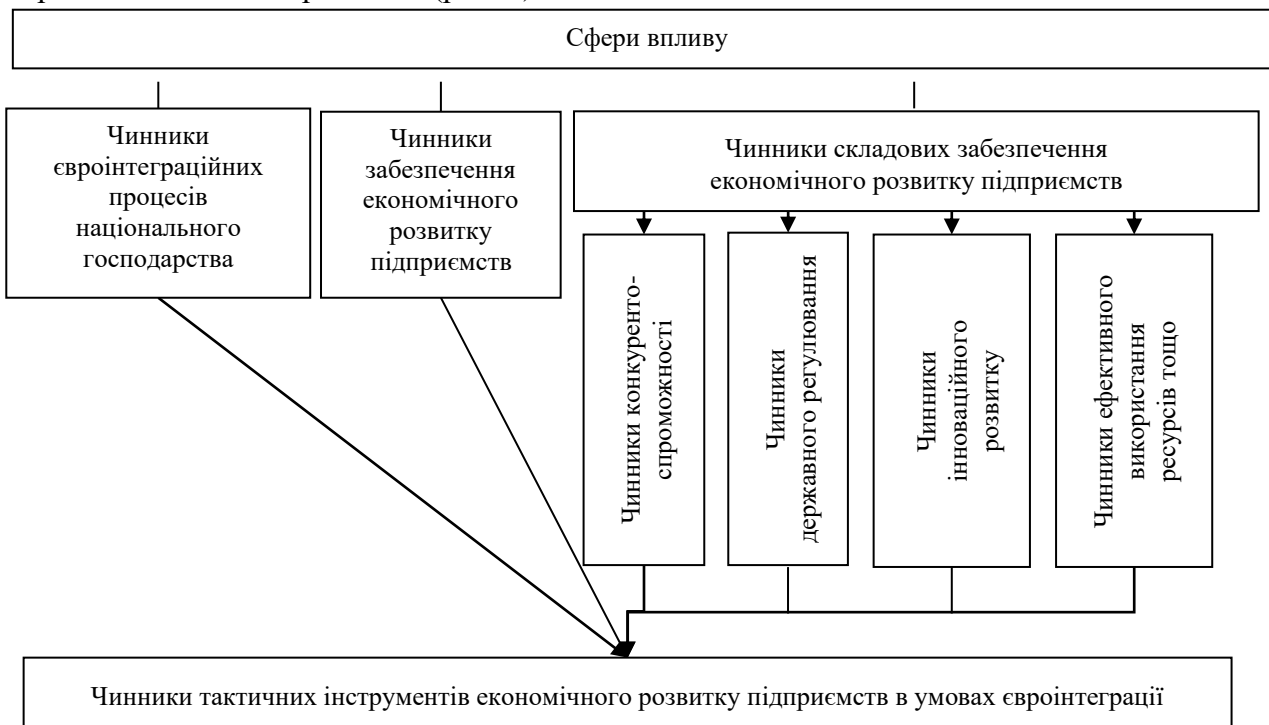 Сфери впливу
Чинники
євроінтеграційних
процесів
національного
господарства
Чинники
забезпечення
економічного
розвитку
підприємств
Чинники складових забезпечення
економічного розвитку підприємств
Чинники конкуренто-
спроможності
Чинники
державного регулювання
Чинники
інноваційного
розвитку
Чинники ефективного
використання
ресурсів тощо
Чинники тактичних інструментів економічного розвитку підприємств в умовах євроінтеграції